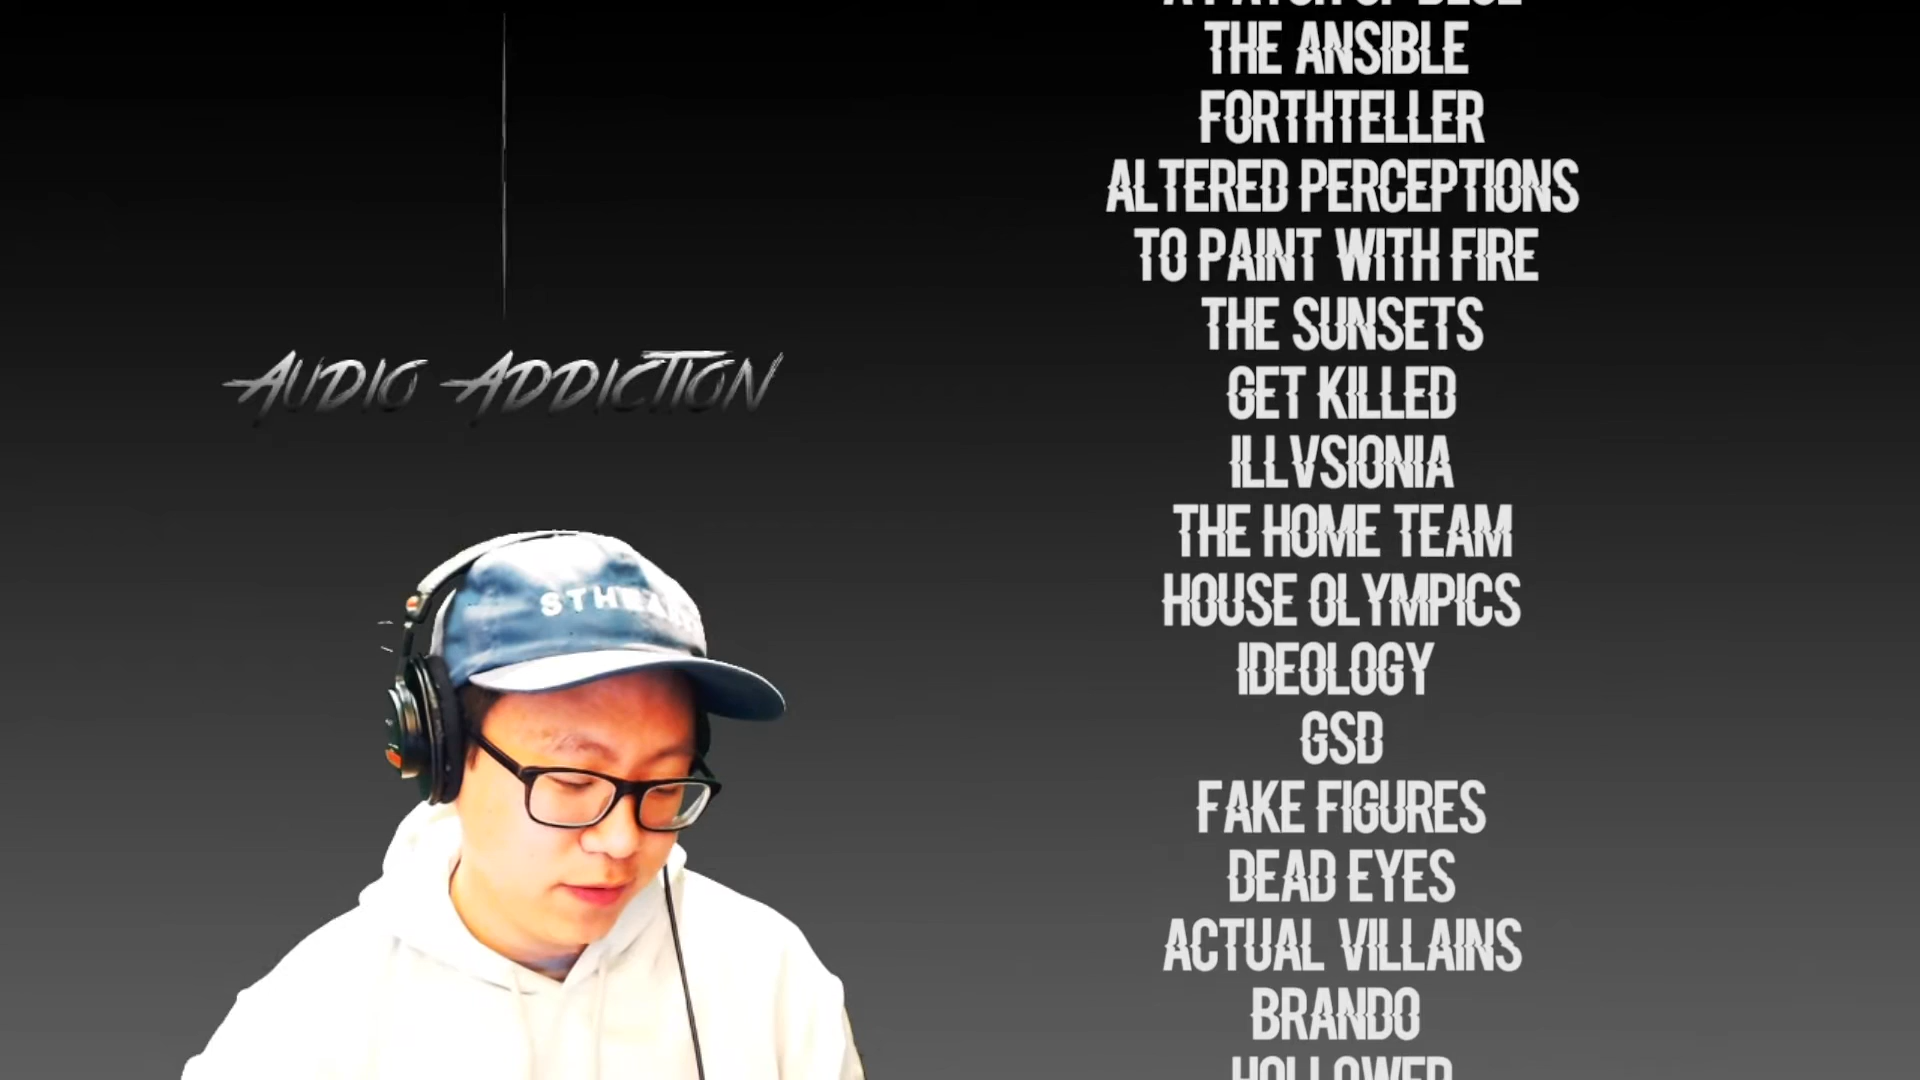 THE ANSIBLE
FORTHTELLER
ALTERED PERCEPTIONS
TO PAINT WITH FIRE
THE SUNSETS
GET KILLED
ILLVSIONIA
THE HOME TEAM
HOUSE OLYMPICS
IDEOLOGY
GSD
FAKE FIGURES
DEAD EYES
ACTUAL VILLAINS
BRANDO
HOLLOWED
AUDIO ADDICTION